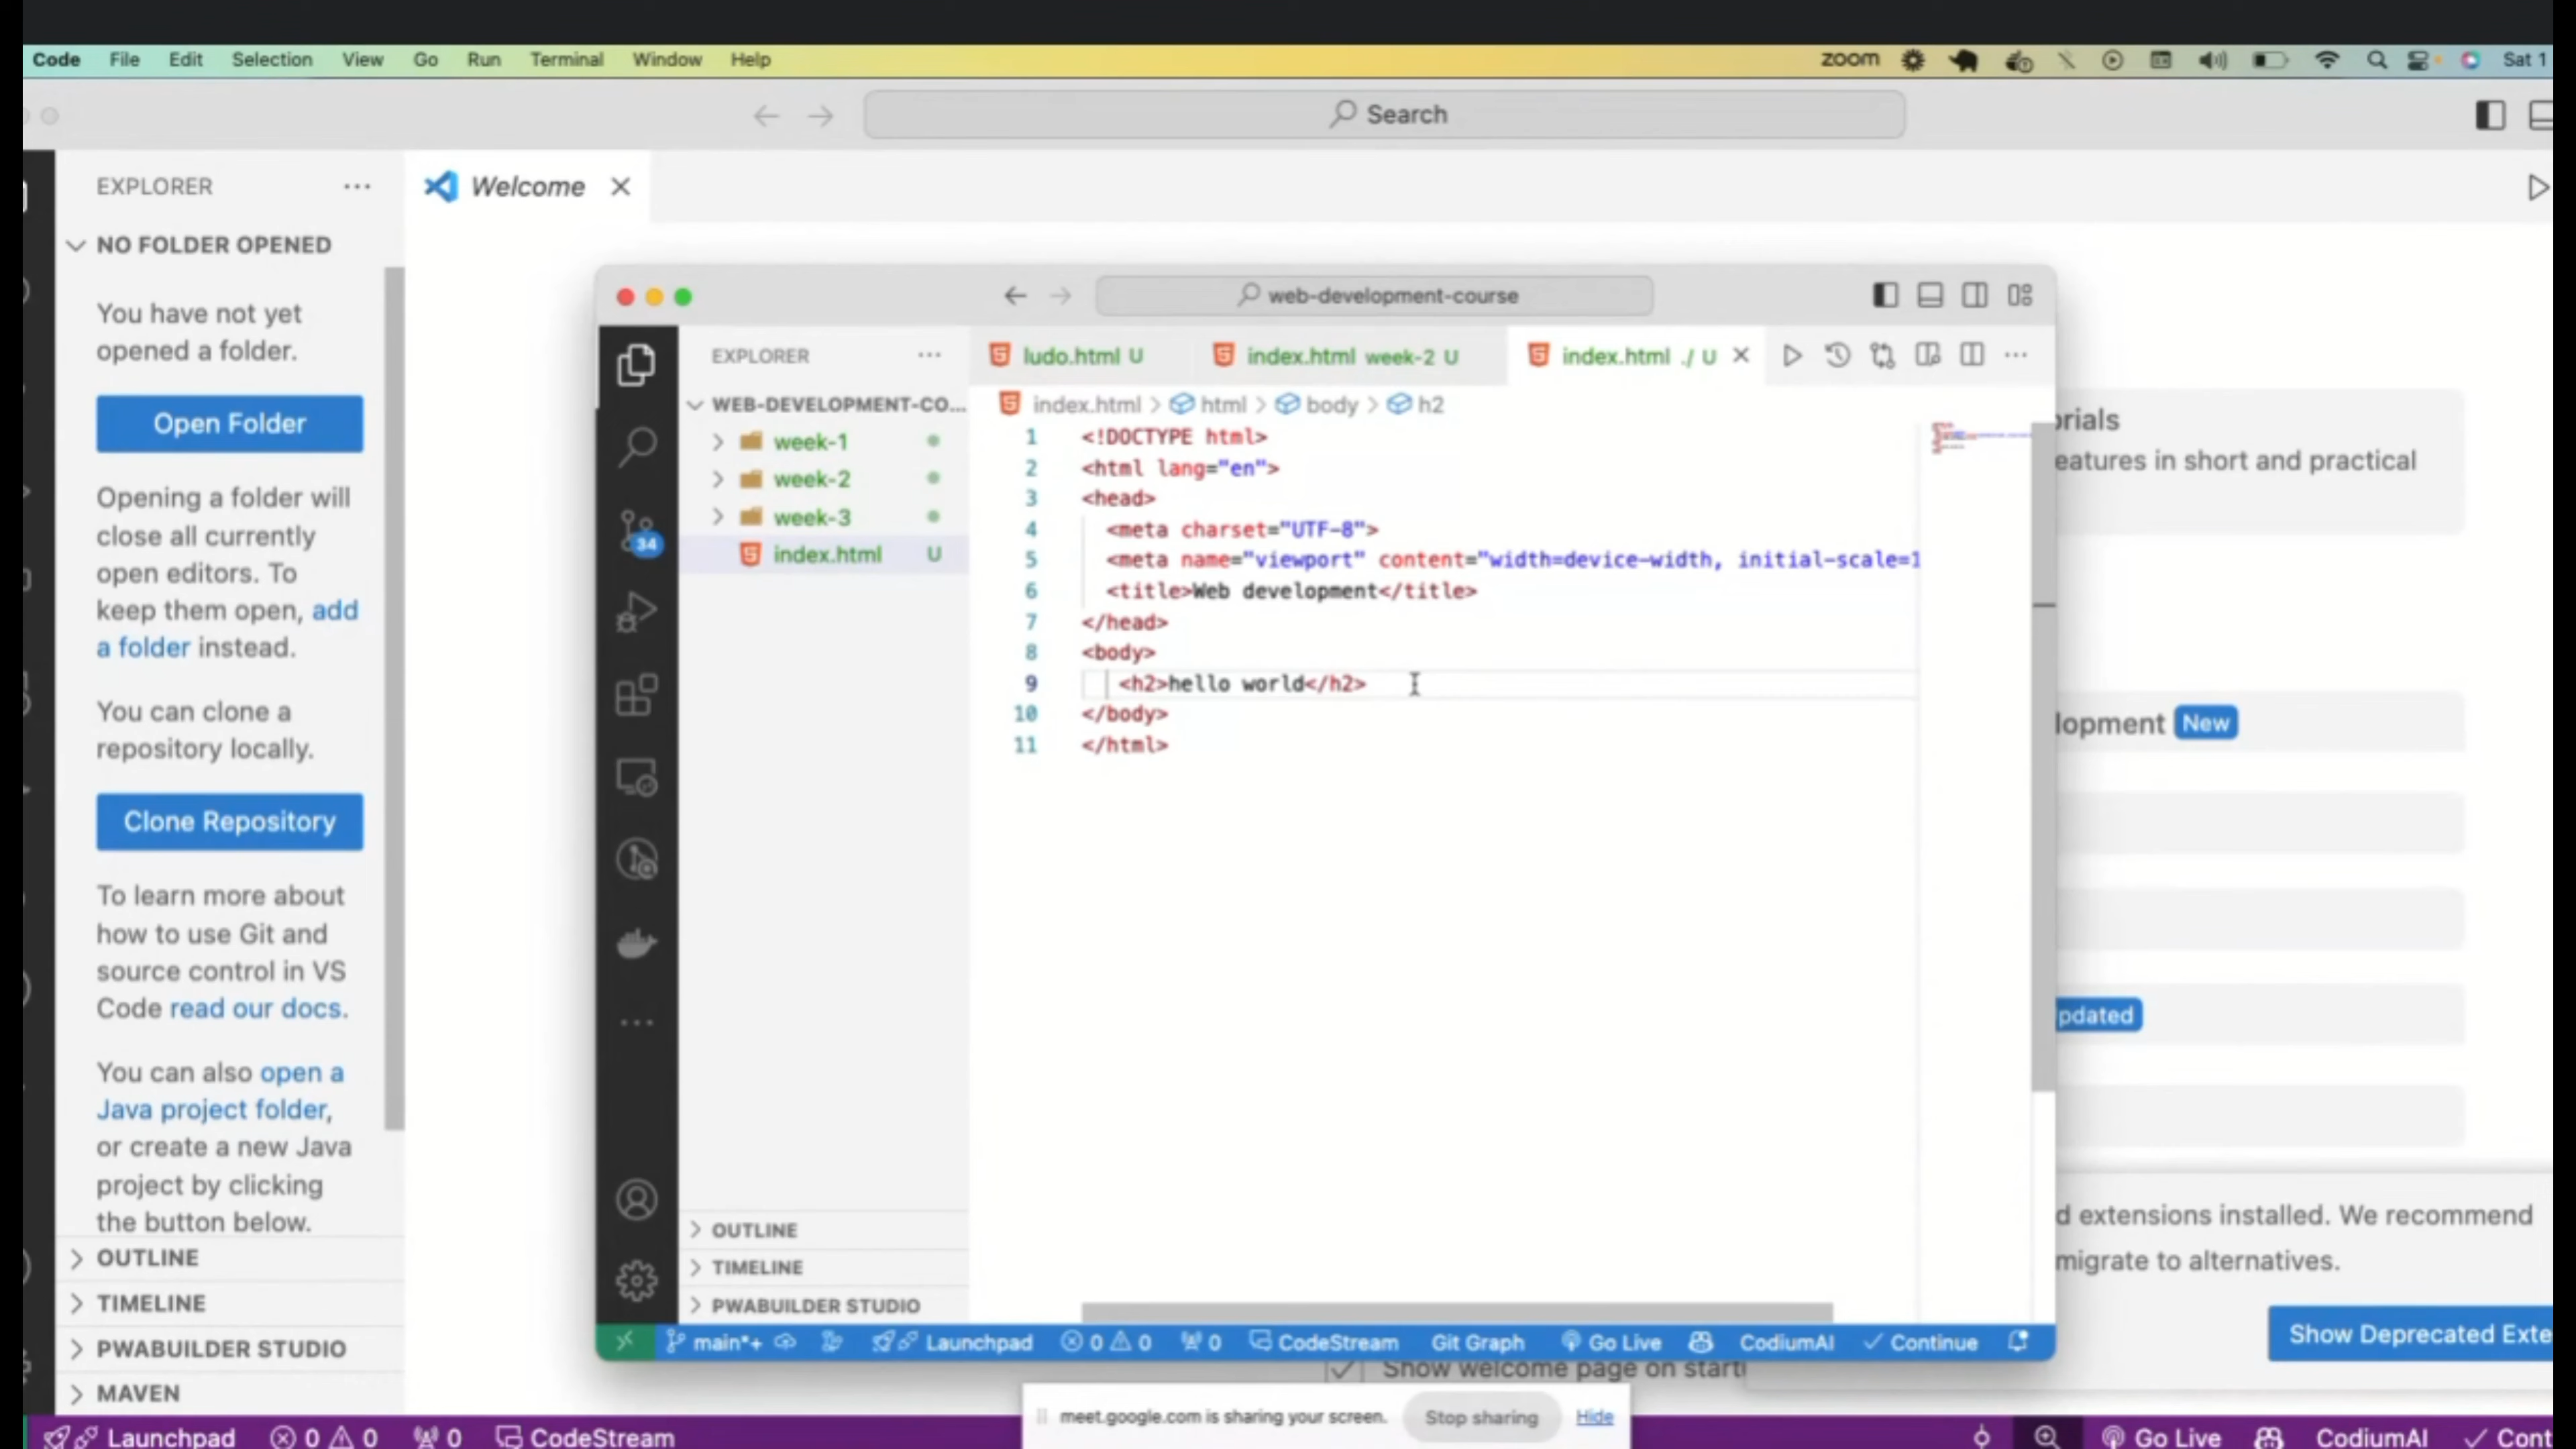 Code File Edit Selection View Go Run Terminal Window Help
zoom
Sat 1
Search
EXPLORER
Welcome
NO FOLDER OPENED
You have not yet
opened a folder.
Open Folder
Opening a folder will
close all currently
open editors. To
keep them open, add
a folder instead.
You can clone a
repository locally.
Clone Repository
To learn more about
how to use Git and
source control in VS
Code read our docs.
You can also open a
Java project folder,
or create a new Java
project by clicking
the button below.
OUTLINE
TIMELINE
PWABUILDER STUDIO
MAVEN
web-development-course
EXPLORER
WEB-DEVELOPMENT-CO...
week-1
week-2
week-3
index.html U
34
OUTLINE
TIMELINE
PWABUILDER STUDIO
ludo.html U
index.html week-2 U
index.html ./ U
index.html > html > body > h2
1 <!DOCTYPE html>
2 <html lang="en">
3 <head>
4 <meta charset="UTF-8">
5 <meta name="viewport" content="width=device-width, initial-scale=1
6 <title>Web development</title>
7 </head>
8 <body>
9 <h2>hello world</h2>
10 </body>
11 </html>
main*+ Launchpad 0 0 0 CodeStream Git Graph Go Live CodiumAI Continue
rials
eatures in short and practical
lopment New
pdated
d extensions installed. We recommend
migrate to alternatives.
Show Deprecated Exte
Show welcome page on starti
meet.google.com is sharing your screen. Stop sharing Hide
Launchpad 0 0 0 CodeStream
Go Live CodiumAI Cont